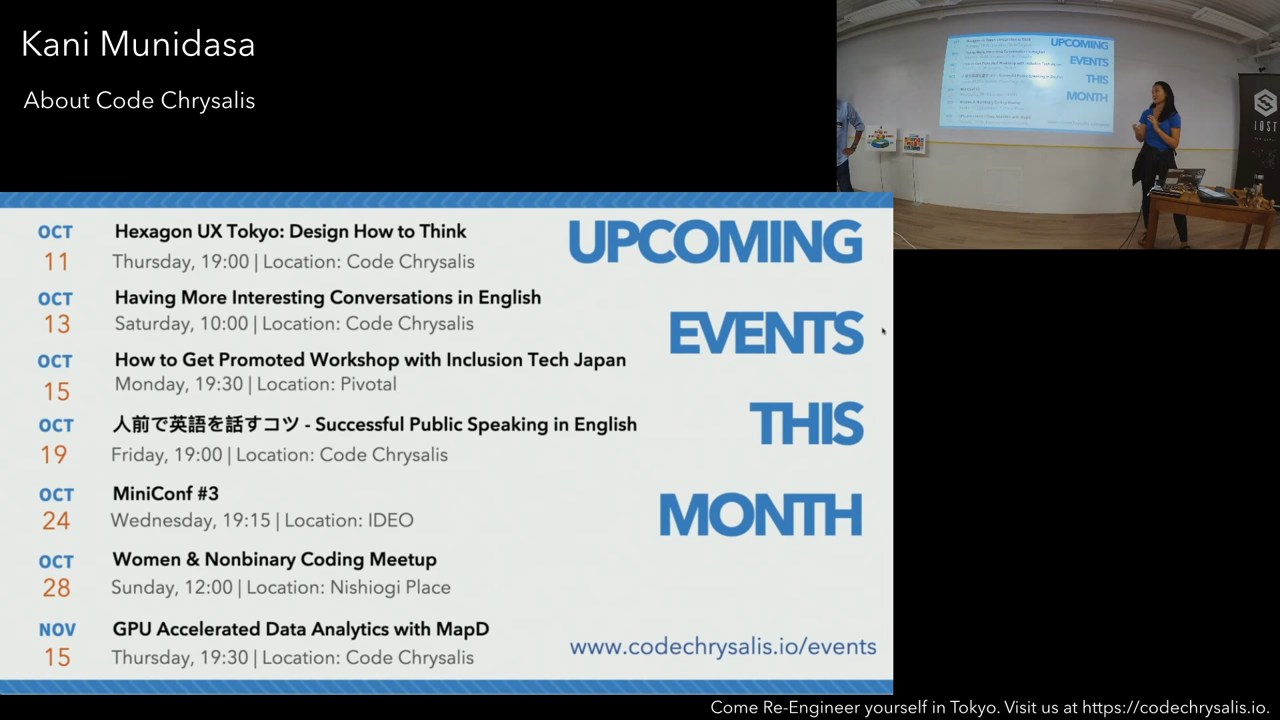 Kani Munidasa
About Code Chrysalis
UPCOMING
EVENTS
THIS
MONTH
IOST
OCT
11
Hexagon UX Tokyo: Design How to Think
Thursday, 19:00 | Location: Code Chrysalis
OCT
13
Having More Interesting Conversations in English
Saturday, 10:00 | Location: Code Chrysalis
OCT
15
How to Get Promoted Workshop with Inclusion Tech Japan
Monday, 19:30 | Location: Pivotal
OCT
19
人前で英語を話すコツ - Successful Public Speaking in English
Friday, 19:00 | Location: Code Chrysalis
OCT
24
MiniConf #3
Wednesday, 19:15 | Location: IDEO
OCT
28
Women & Nonbinary Coding Meetup
Sunday, 12:00 | Location: Nishiogi Place
NOV
15
GPU Accelerated Data Analytics with MapD
Thursday, 19:30 | Location: Code Chrysalis
UPCOMING
EVENTS
THIS
MONTH
www.codechrysalis.io/events
Come Re-Engineer yourself in Tokyo. Visit us at https://codechrysalis.io.